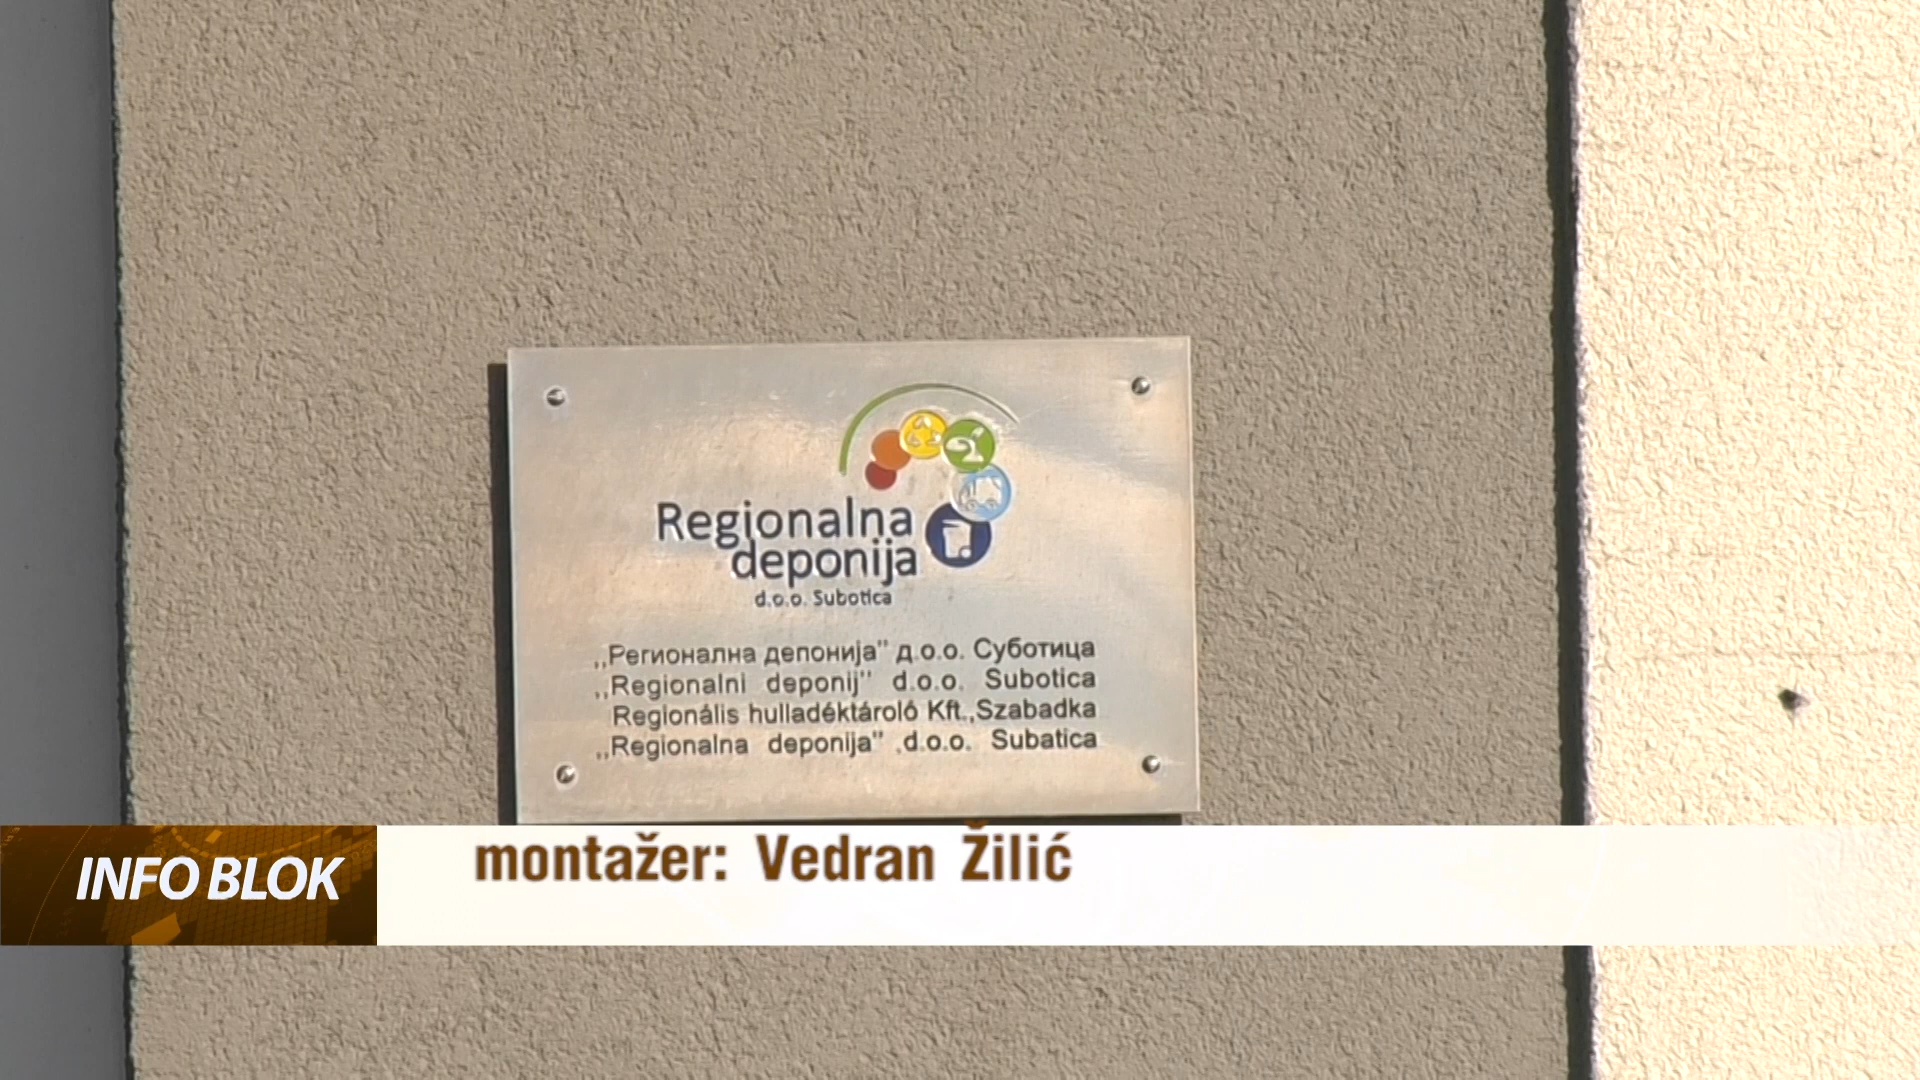 Regionalna
deponija
d.o.o. Subotica
,,Регионална депонија" д.о.о. Суботица
,,Regionalni deponij" d.o.o. Subotica
Regionális hulladéktároló Kft.,Szabadka
,,Regionalna deponija" .d.o.o. Subatica
INFO BLOK
montažer: Vedran Žilić